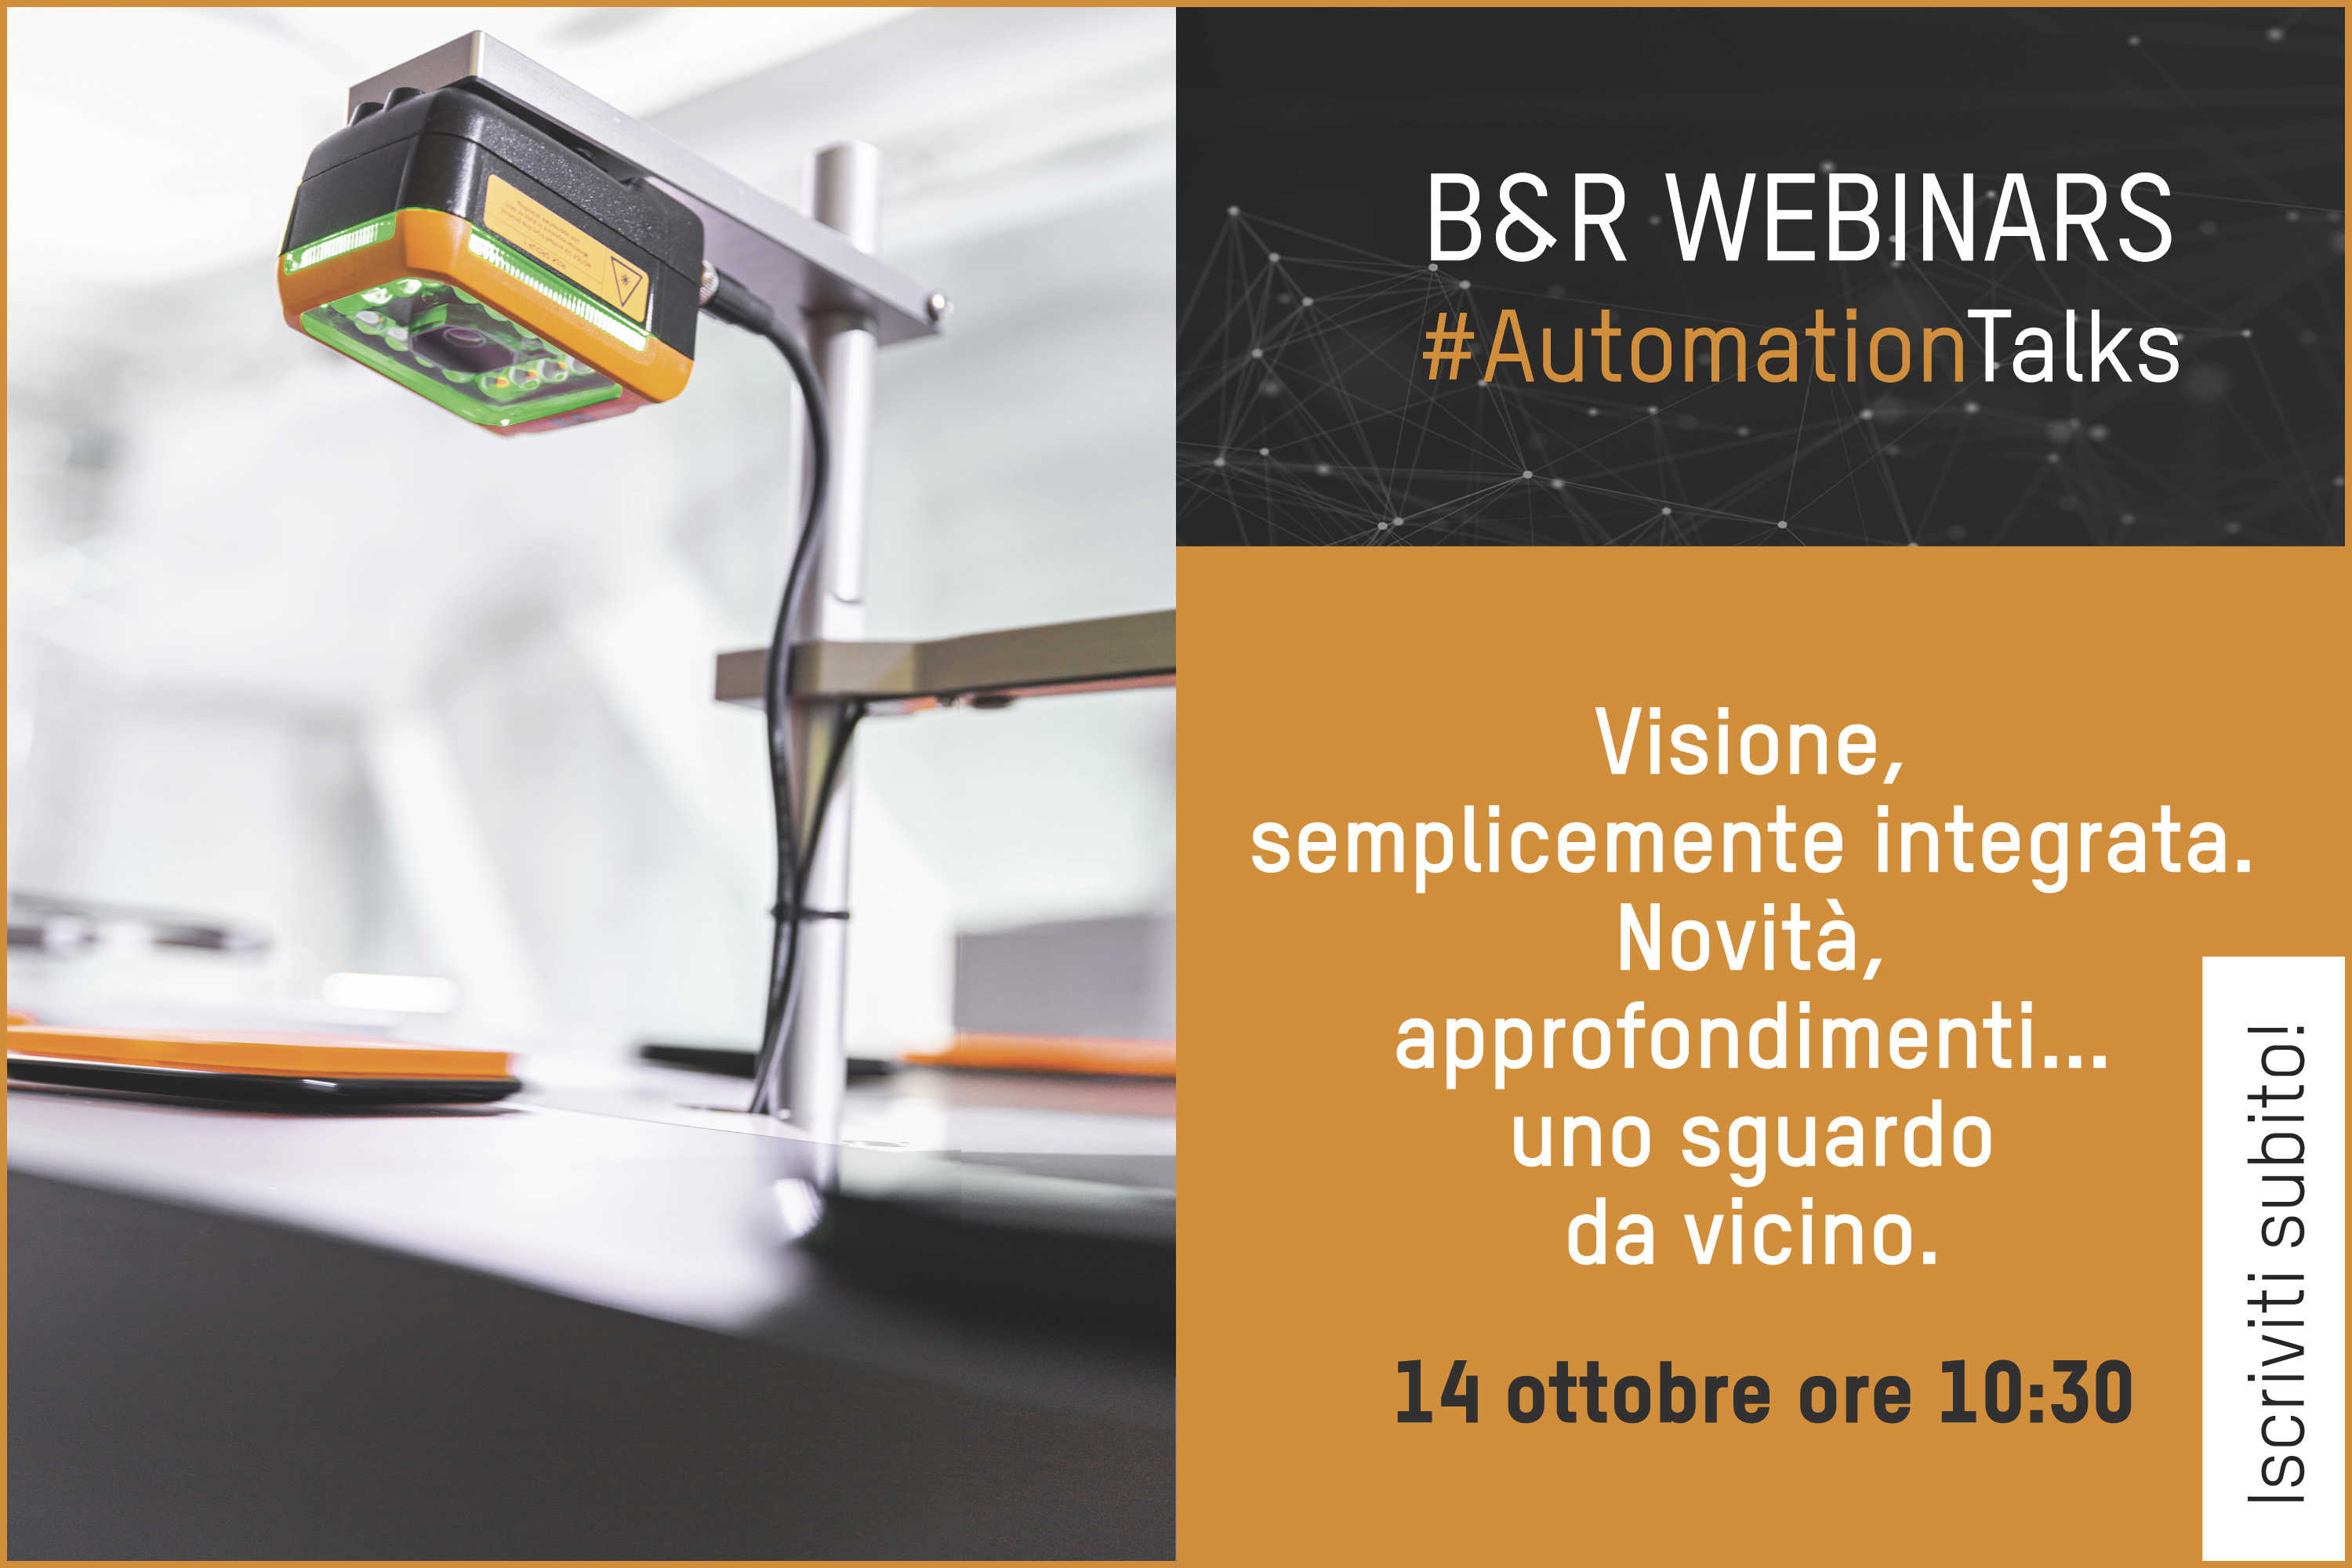 B&R WEBINARS
#AutomationTalks
Visione,
semplicemente integrata.
Novità,
approfondimenti...
uno sguardo
da vicino.
14 ottobre ore 10:30
Iscriviti subito!